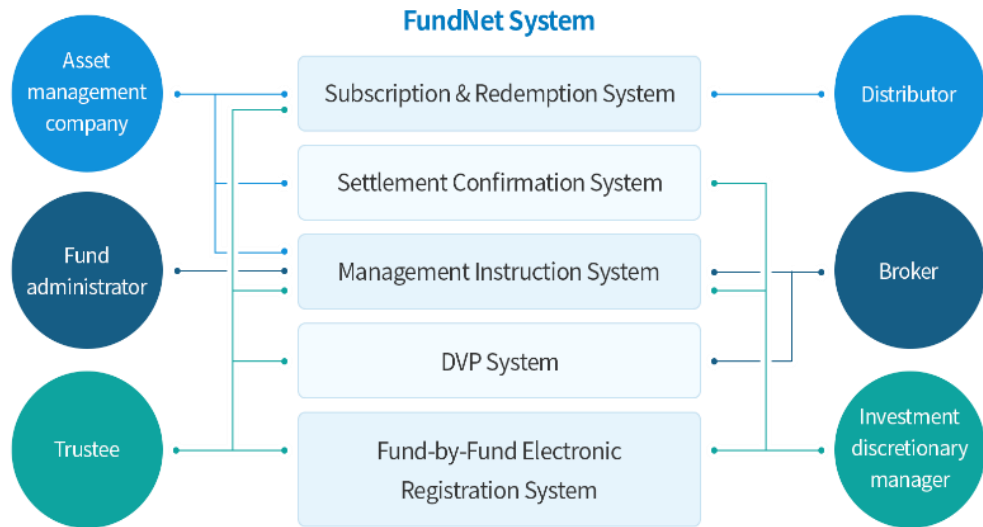 FundNet System
Asset
management
company
Fund
administrator
Trustee
Subscription & Redemption System
Settlement Confirmation System
Management Instruction System
DVP System
Fund-by-Fund Electronic
Registration System
Distributor
Broker
Investment
discretionary
manager